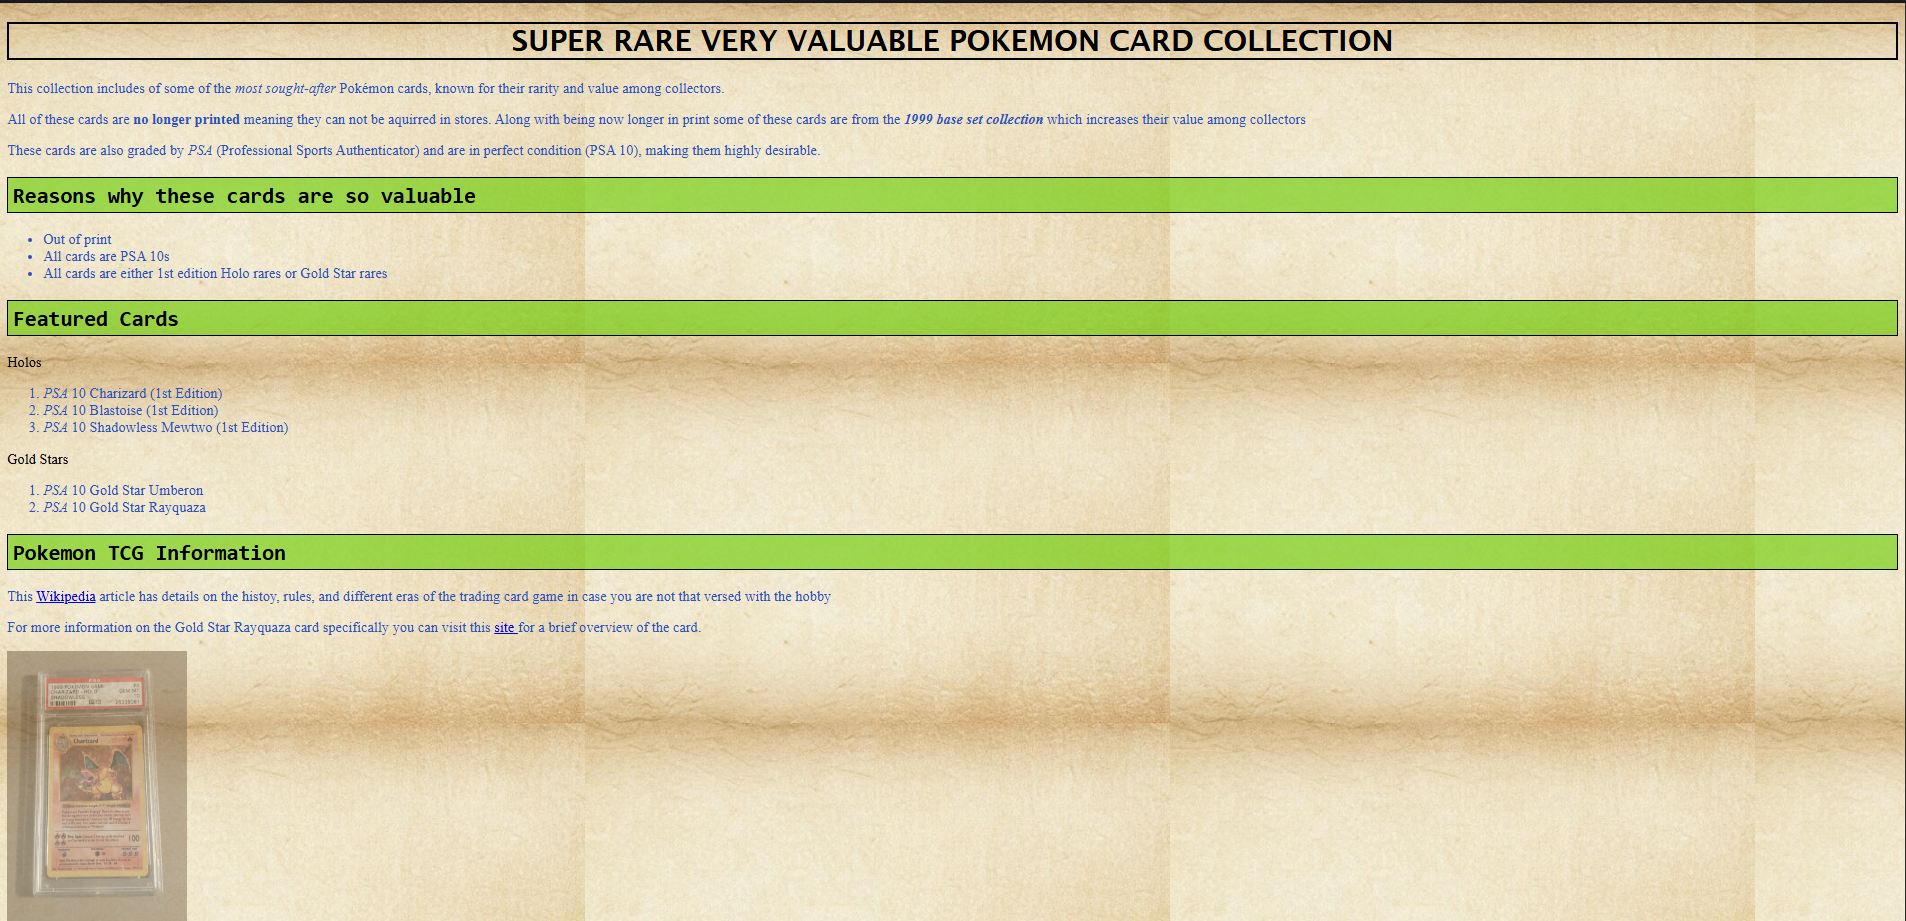 SUPER RARE VERY VALUABLE POKEMON CARD COLLECTION
This collection includes of some of the most sought-after Pokémon cards, known for their rarity and value among collectors.
All of these cards are no longer printed meaning they can not be aquirred in stores. Along with being now longer in print some of these cards are from the 1999 base set collection which increases their value among collectors
These cards are also graded by PSA (Professional Sports Authenticator) and are in perfect condition (PSA 10), making them highly desirable.
Reasons why these cards are so valuable
• Out of print
• All cards are PSA 10s
• All cards are either 1st edition Holo rares or Gold Star rares
Featured Cards
Holos
1. PSA 10 Charizard (1st Edition)
2. PSA 10 Blastoise (1st Edition)
3. PSA 10 Shadowless Mewtwo (1st Edition)
Gold Stars
1. PSA 10 Gold Star Umberon
2. PSA 10 Gold Star Rayquaza
Pokemon TCG Information
This Wikipedia article has details on the histoy, rules, and different eras of the trading card game in case you are not that versed with the hobby
For more information on the Gold Star Rayquaza card specifically you can visit this site for a brief overview of the card.
CHARIZARD - HOLO
SHADOWLESS
Charizard
100